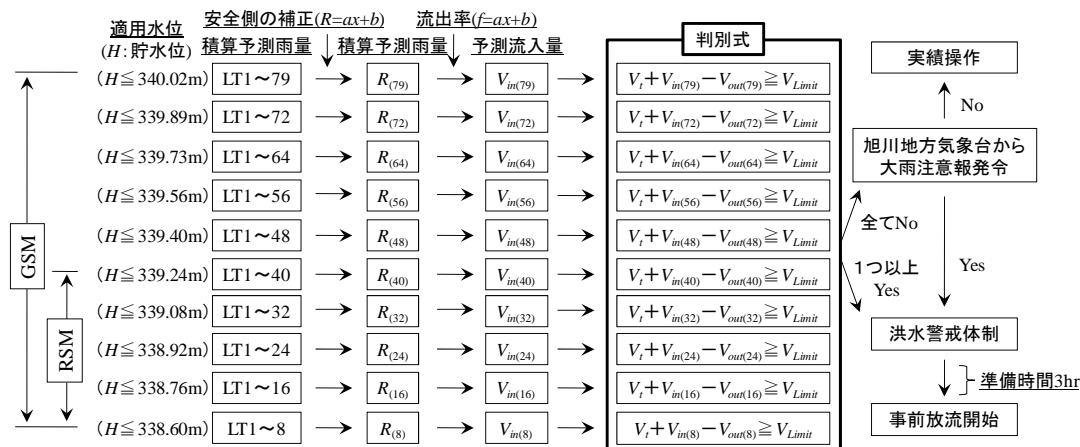 適用水位
(H:貯水位)
安全側の補正(R=ax+b)
積算予測雨量
積算予測雨量
流出率(f=ax+b)
予測流入量
判別式
(H≦340.02m) LT1～79 R(79) Vin(79) Vt+Vin(79)−Vout(79)≧VLimit
(H≦339.89m) LT1～72 R(72) Vin(72) Vt+Vin(72)−Vout(72)≧VLimit
(H≦339.73m) LT1～64 R(64) Vin(64) Vt+Vin(64)−Vout(64)≧VLimit
(H≦339.56m) LT1～56 R(56) Vin(56) Vt+Vin(56)−Vout(56)≧VLimit
(H≦339.40m) LT1～48 R(48) Vin(48) Vt+Vin(48)−Vout(48)≧VLimit
(H≦339.24m) LT1～40 R(40) Vin(40) Vt+Vin(40)−Vout(40)≧VLimit
(H≦339.08m) LT1～32 R(32) Vin(32) Vt+Vin(32)−Vout(32)≧VLimit
(H≦338.92m) LT1～24 R(24) Vin(24) Vt+Vin(24)−Vout(24)≧VLimit
(H≦338.76m) LT1～16 R(16) Vin(16) Vt+Vin(16)−Vout(16)≧VLimit
(H≦338.60m) LT1～8 R(8) Vin(8) Vt+Vin(8)−Vout(8)≧VLimit
GSM
RSM
実績操作
No
旭川地方気象台から
大雨注意報発令
全てNo
1つ以上
Yes
Yes
洪水警戒体制
準備時間3hr
事前放流開始